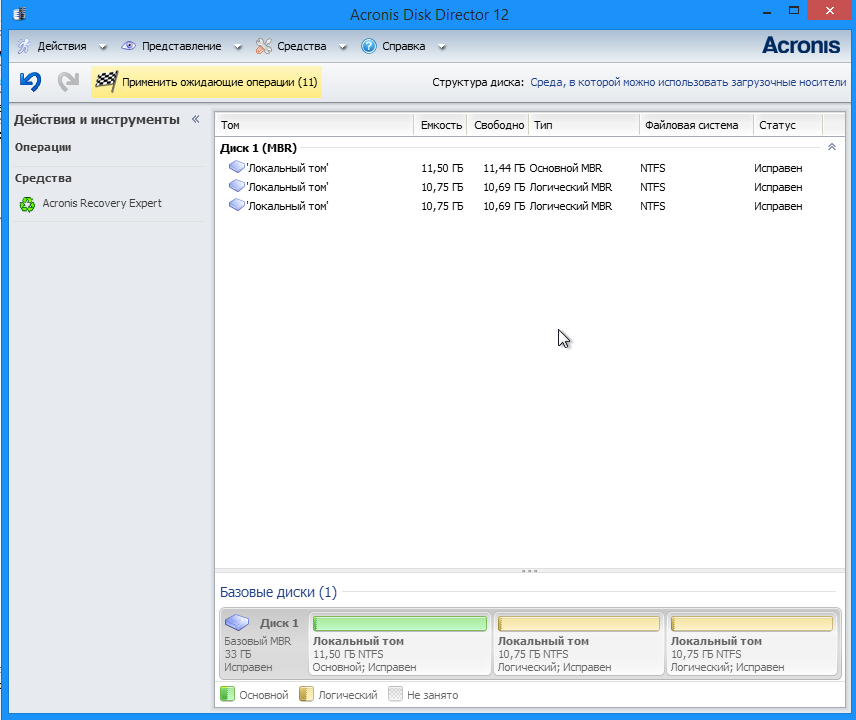 Acronis Disk Director 12
Действия Представление Средства Справка Acronis
Применить ожидающие операции (11) Структура диска: Среда, в которой можно использовать загрузочные носители
Действия и инструменты «
Операции
Средства
Acronis Recovery Expert
Том Емкость Свободно Тип Файловая система Статус
Диск 1 (MBR)
'Локальный том' 11,50 ГБ 11,44 ГБ Основной MBR NTFS Исправен
'Локальный том' 10,75 ГБ 10,69 ГБ Логический MBR NTFS Исправен
'Локальный том' 10,75 ГБ 10,69 ГБ Логический MBR NTFS Исправен
Базовые диски (1)
Диск 1
Базовый MBR
33 ГБ
Исправен
Локальный том
11,50 ГБ NTFS
Основной; Исправен
Локальный том
10,75 ГБ NTFS
Логический; Исправен
Локальный том
10,75 ГБ NTFS
Логический; Исправен
Основной Логический Не занято